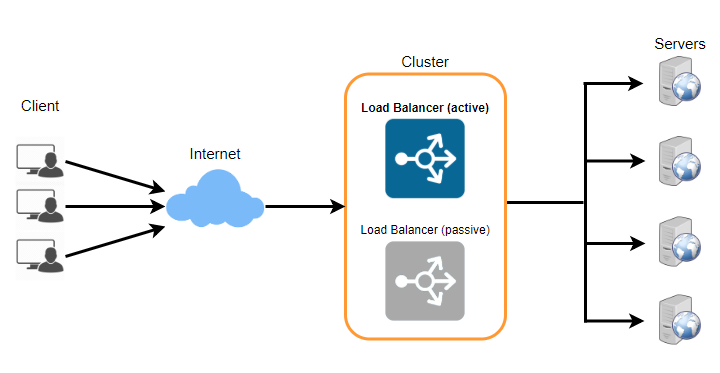 Client
Internet
Cluster
Load Balancer (active)
Load Balancer (passive)
Servers